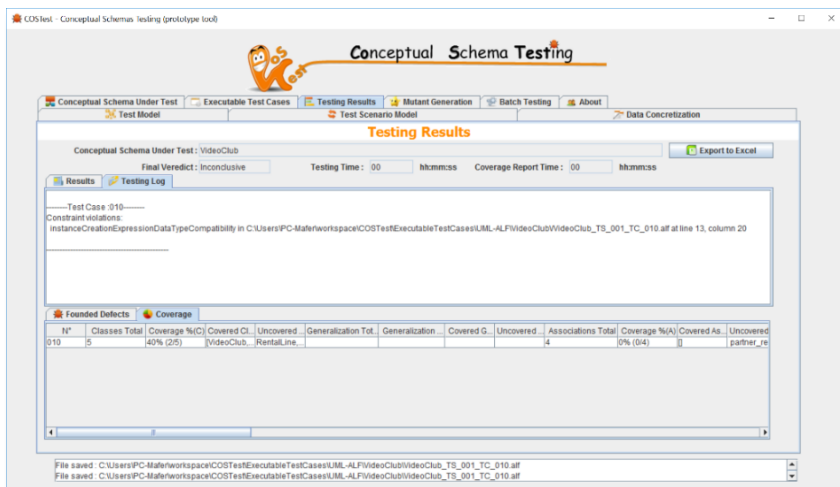 COSTest - Conceptual Schemas Testing (prototype tool)
CosTest
Conceptual Schema Testing
Conceptual Schema Under Test
Executable Test Cases
Testing Results
Mutant Generation
Batch Testing
About
Test Model
Test Scenario Model
Data Concretization
Testing Results
Conceptual Schema Under Test : VideoClub
Export to Excel
Final Veredict : Inconclusive
Testing Time : 00 hh:mm:ss
Coverage Report Time : 00 hh:mm:ss
Results
Testing Log
--------Test Case :010--------
Constraint violations:
instanceCreationExpressionDataTypeCompatibility in C:\Users\PC-Mafer\workspace\COSTest\ExecutableTestCases\UML-ALF\VideoClub\VideoClub_TS_001_TC_010.alf at line 13, column 20
Founded Defects
Coverage
N° Classes Total Coverage %(C) Covered Cl... Uncovered ... Generalization Tot... Generalization ... Covered G... Uncovered ... Associations Total Coverage %(A) Covered As... Uncovered
010 5 40% (2/5) [VideoClub,... RentalLine,... 4 0% (0/4) [] partner_re
File saved : C:\Users\PC-Mafer\workspace\COSTest\ExecutableTestCases\UML-ALF\VideoClub\VideoClub_TS_001_TC_010.alf
File saved : C:\Users\PC-Mafer\workspace\COSTest\ExecutableTestCases\UML-ALF\VideoClub\VideoClub_TS_001_TC_010.alf